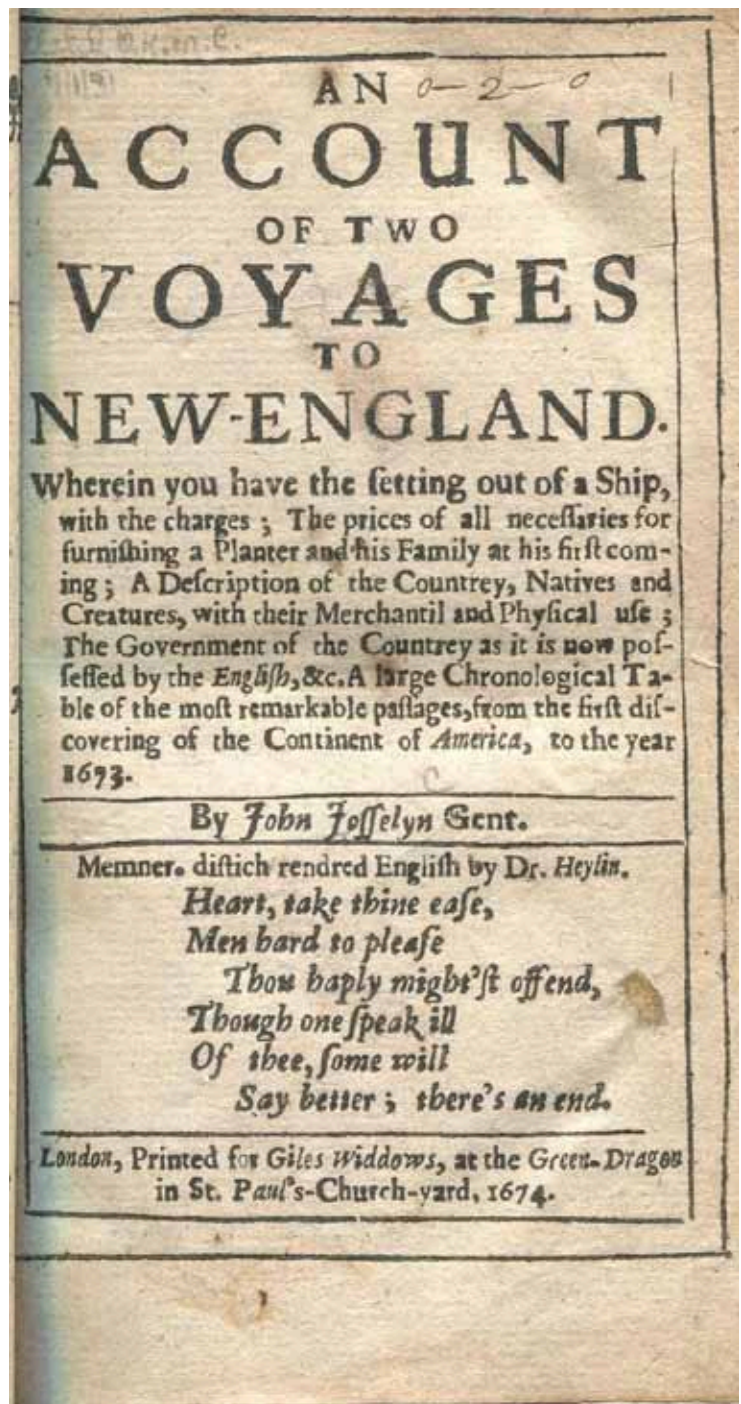 AN 0-2-0
ACCOUNT
OF TWO
VOYAGES
TO
NEW-ENGLAND.
Wherein you have the ſetting out of a Ship,
with the charges; The prices of all neceſſaries for
furniſhing a Planter and his Family at his firſt com-
ing; A Deſcription of the Countrey, Natives and
Creatures, with their Merchantil and Phyſical uſe;
The Government of the Countrey as it is now poſ-
ſeſſed by the Engliſh, &c. A large Chronological Ta-
ble of the moſt remarkable paſſages, from the firſt diſ-
covering of the Continent of America, to the year
1673.
By John Joſſelyn Gent.
Memner. diſtich rendred Engliſh by Dr. Heylin.
Heart, take thine eaſe,
Men hard to pleaſe
Thou haply might'ſt offend,
Though one ſpeak ill
Of thee, ſome will
Say better; there's an end.
London, Printed for Giles Widdows, at the Green-Dragon
in St. Paul's-Church-yard, 1674.